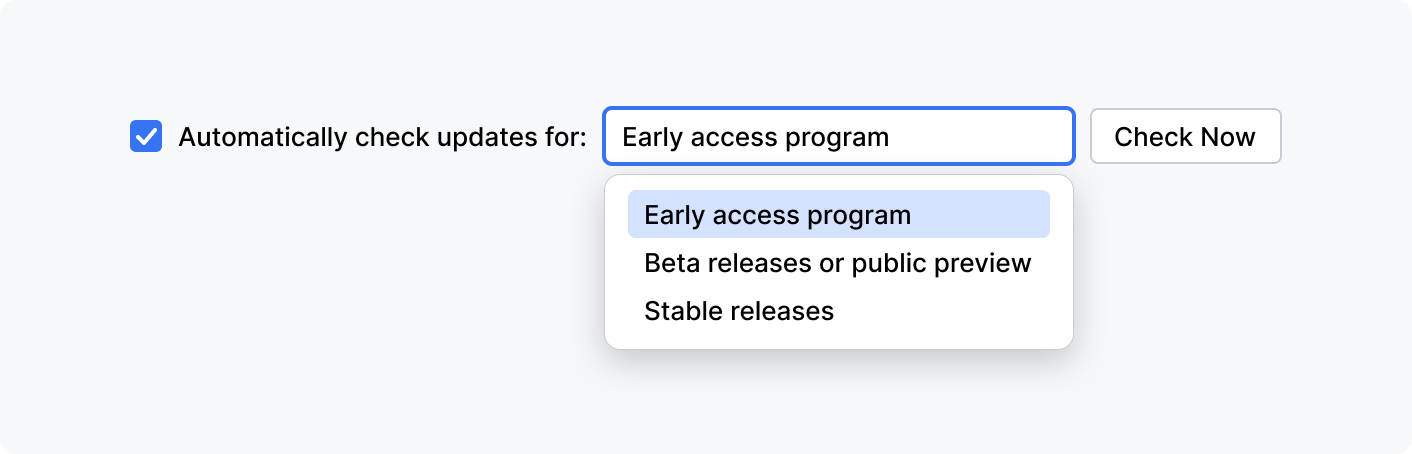 Automatically check updates for: Early access program Check Now
Early access program
Beta releases or public preview
Stable releases